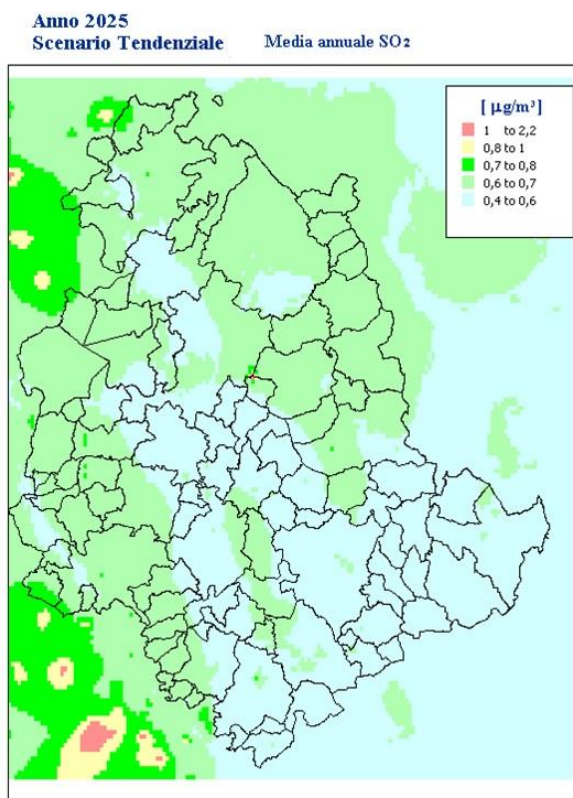 Anno 2025
Scenario Tendenziale Media annuale SO2
[ µg/m³]
1 to 2,2
0,8 to 1
0,7 to 0,8
0,6 to 0,7
0,4 to 0,6